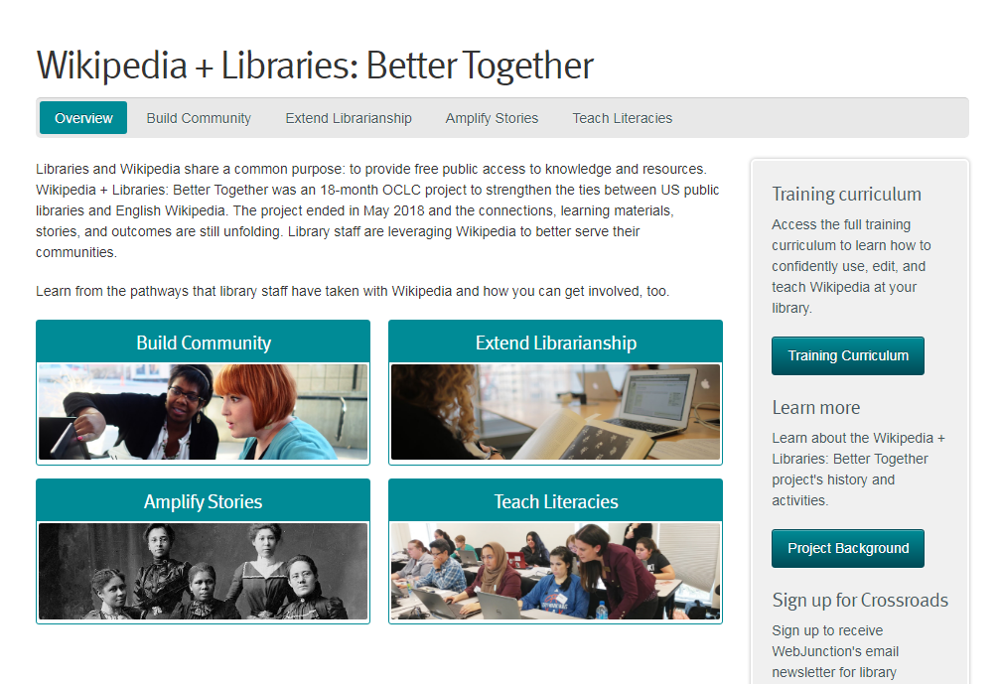 Wikipedia + Libraries: Better Together
Overview
Build Community
Extend Librarianship
Amplify Stories
Teach Literacies
Libraries and Wikipedia share a common purpose: to provide free public access to knowledge and resources.
Wikipedia + Libraries: Better Together was an 18-month OCLC project to strengthen the ties between US public
libraries and English Wikipedia. The project ended in May 2018 and the connections, learning materials,
stories, and outcomes are still unfolding. Library staff are leveraging Wikipedia to better serve their
communities.
Learn from the pathways that library staff have taken with Wikipedia and how you can get involved, too.
Build Community
Extend Librarianship
Amplify Stories
Teach Literacies
Training curriculum
Access the full training
curriculum to learn how to
confidently use, edit, and
teach Wikipedia at your
library.
Training Curriculum
Learn more
Learn about the Wikipedia +
Libraries: Better Together
project's history and
activities.
Project Background
Sign up for Crossroads
Sign up to receive
WebJunction's email
newsletter for library